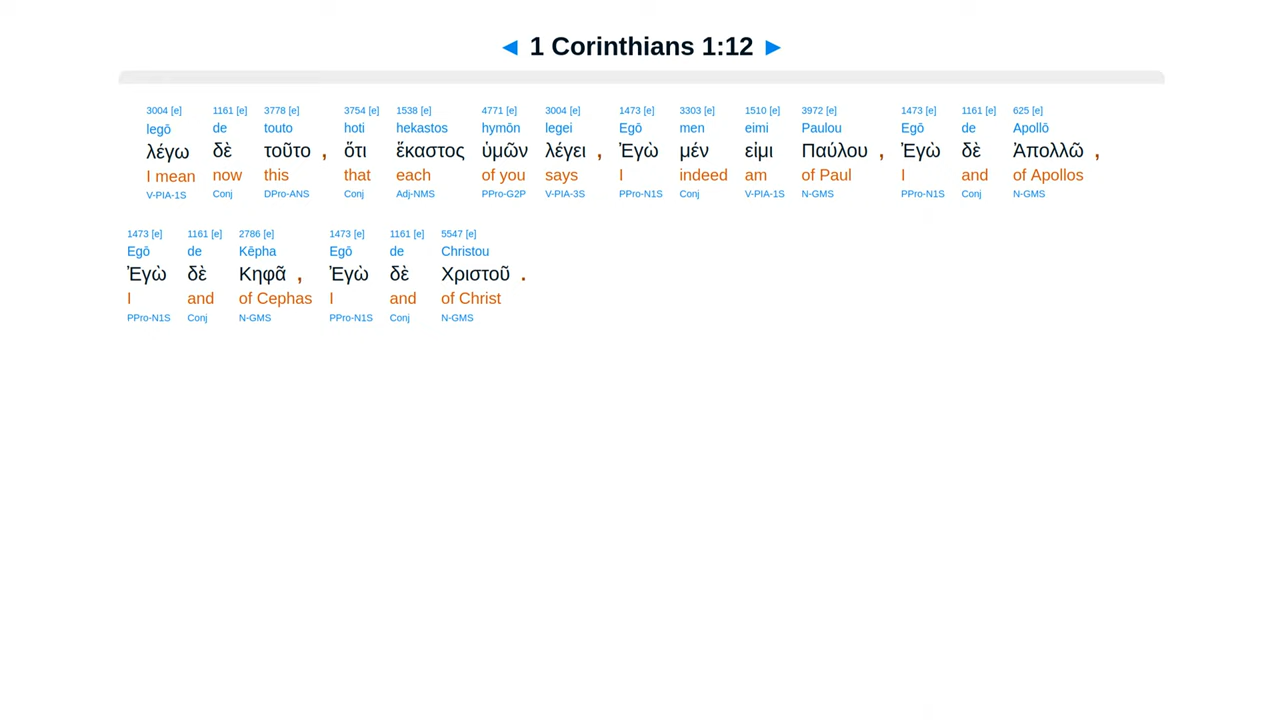 ◄ 1 Corinthians 1:12 ►
3004 [e] 1161 [e] 3778 [e] 3754 [e] 1538 [e] 4771 [e] 3004 [e] 1473 [e] 3303 [e] 1510 [e] 3972 [e] 1473 [e] 1161 [e] 625 [e]
legō de touto hoti hekastos hymōn legei Egō men eimi Paulou Egō de Apollō
λέγω δὲ τοῦτο , ὅτι ἕκαστος ὑμῶν λέγει , Ἐγὼ μέν εἰμι Παύλου , Ἐγὼ δὲ Ἀπολλῶ ,
I mean now this that each of you says I indeed am of Paul I and of Apollos
V-PIA-1S Conj DPro-ANS Conj Adj-NMS PPro-G2P V-PIA-3S PPro-N1S Conj V-PIA-1S N-GMS PPro-N1S Conj N-GMS
1473 [e] 1161 [e] 2786 [e] 1473 [e] 1161 [e] 5547 [e]
Egō de Kēpha Egō de Christou
Ἐγὼ δὲ Κηφᾶ , Ἐγὼ δὲ Χριστοῦ .
I and of Cephas I and of Christ
PPro-N1S Conj N-GMS PPro-N1S Conj N-GMS